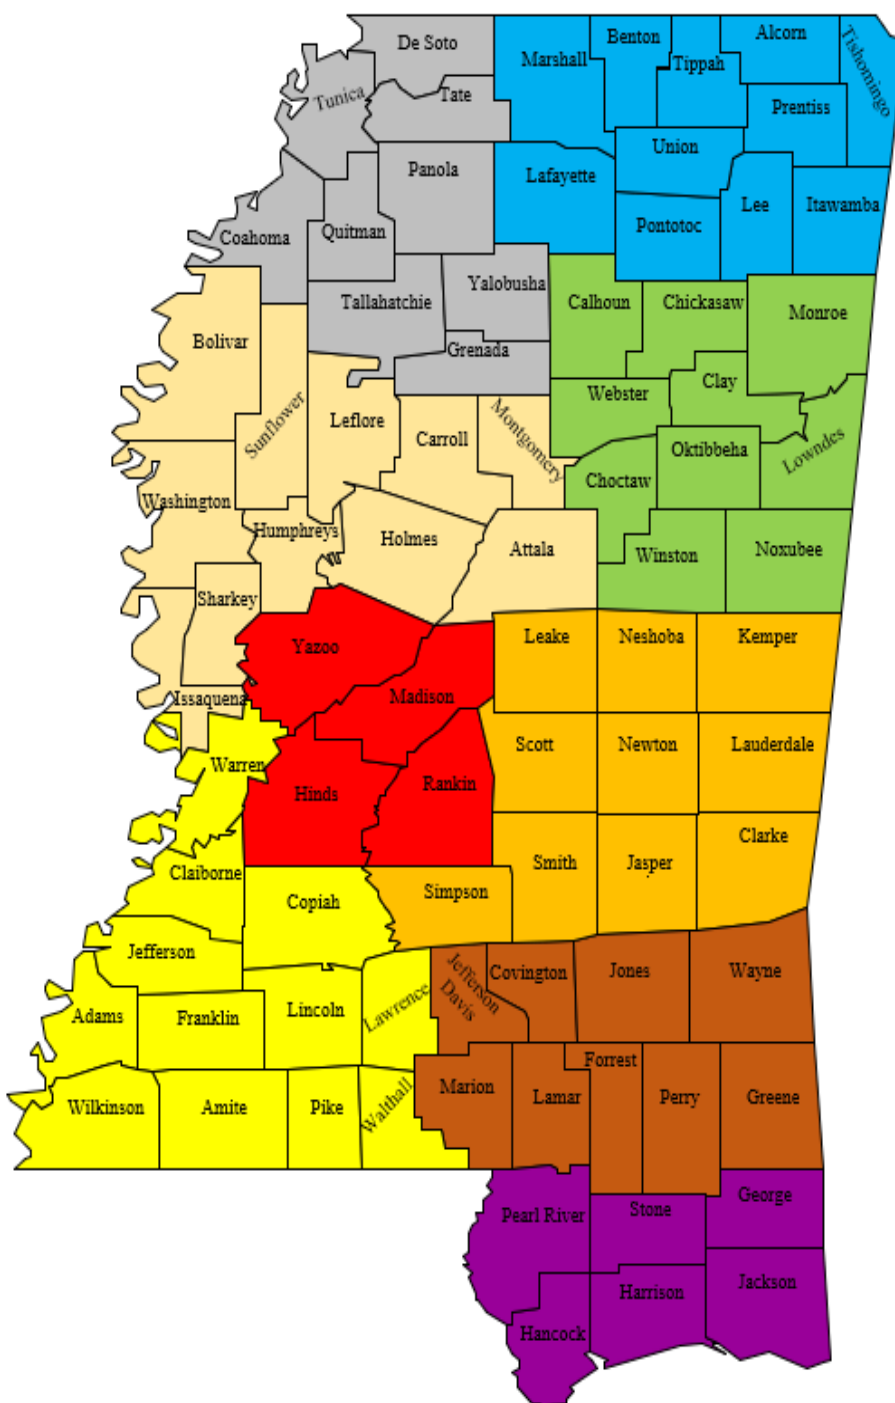 De Soto
Benton
Alcorn
Marshall
Tippah
Tishomingo
Tunica
Tate
Prentiss
Union
Panola
Lafayette
Lee
Itawamba
Coahoma
Quitman
Pontotoc
Tallahatchie
Yalobusha
Calhoun
Chickasaw
Monroe
Bolivar
Grenada
Sunflower
Leflore
Webster
Clay
Carroll
Montgomery
Oktibbeha
Lowndes
Washington
Choctaw
Humphreys
Holmes
Attala
Winston
Noxubee
Sharkey
Yazoo
Leake
Neshoba
Kemper
Issaquena
Madison
Warren
Scott
Newton
Lauderdale
Hinds
Rankin
Clarke
Claiborne
Copiah
Simpson
Smith
Jasper
Jefferson
Jefferson
Davis
Covington
Jones
Wayne
Adams
Franklin
Lincoln
Lawrence
Forrest
Wilkinson
Amite
Pike
Walthall
Marion
Lamar
Perry
Greene
Pearl River
Stone
George
Harrison
Jackson
Hancock